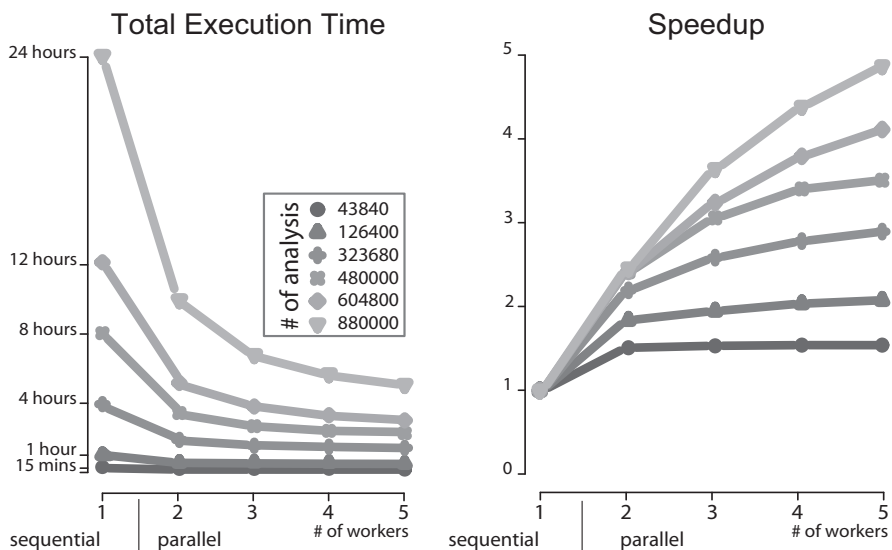 Total Execution Time
24 hours
12 hours
8 hours
4 hours
1 hour
15 mins
# of analysis
43840
126400
323680
480000
604800
880000
1 2 3 4 5
# of workers
sequential parallel
Speedup
5
4
3
2
1
0
1 2 3 4 5
# of workers
sequential parallel